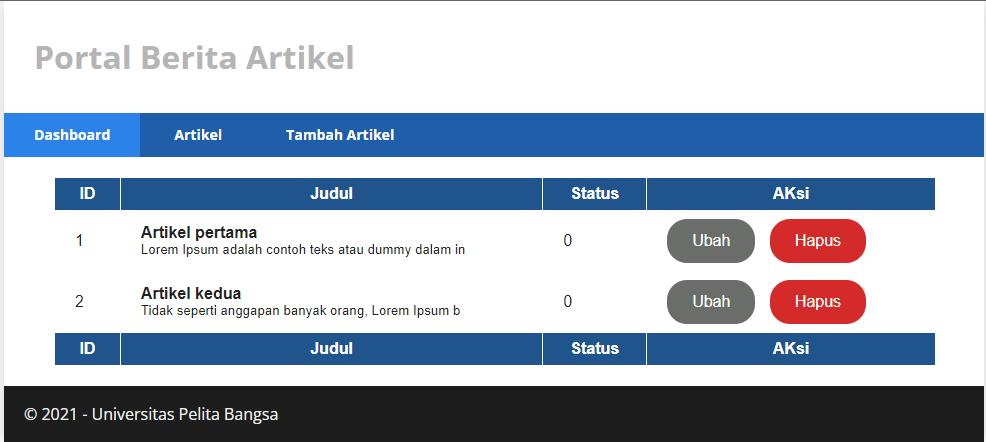 Portal Berita Artikel
Dashboard Artikel Tambah Artikel
ID Judul Status AKsi
1 Artikel pertama 0 Ubah Hapus
Lorem Ipsum adalah contoh teks atau dummy dalam in
2 Artikel kedua 0 Ubah Hapus
Tidak seperti anggapan banyak orang, Lorem Ipsum b
ID Judul Status AKsi
© 2021 - Universitas Pelita Bangsa